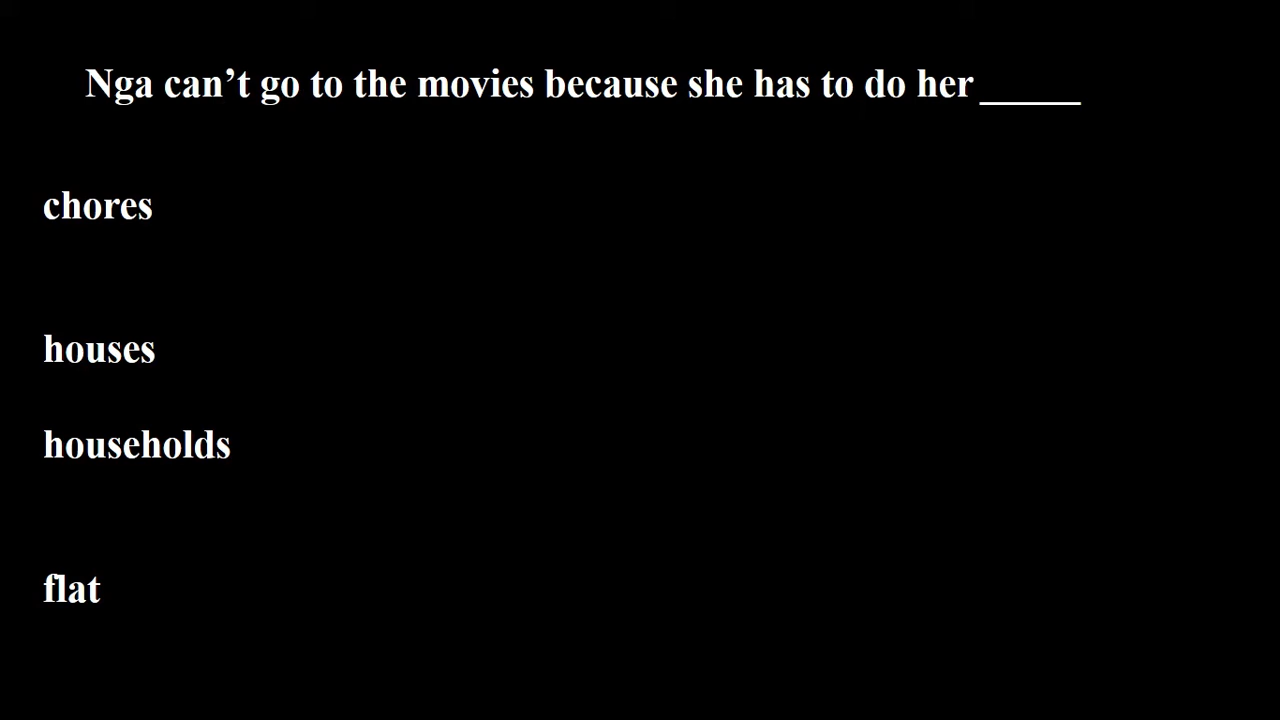 Nga can’t go to the movies because she has to do her _____
chores
houses
households
flat